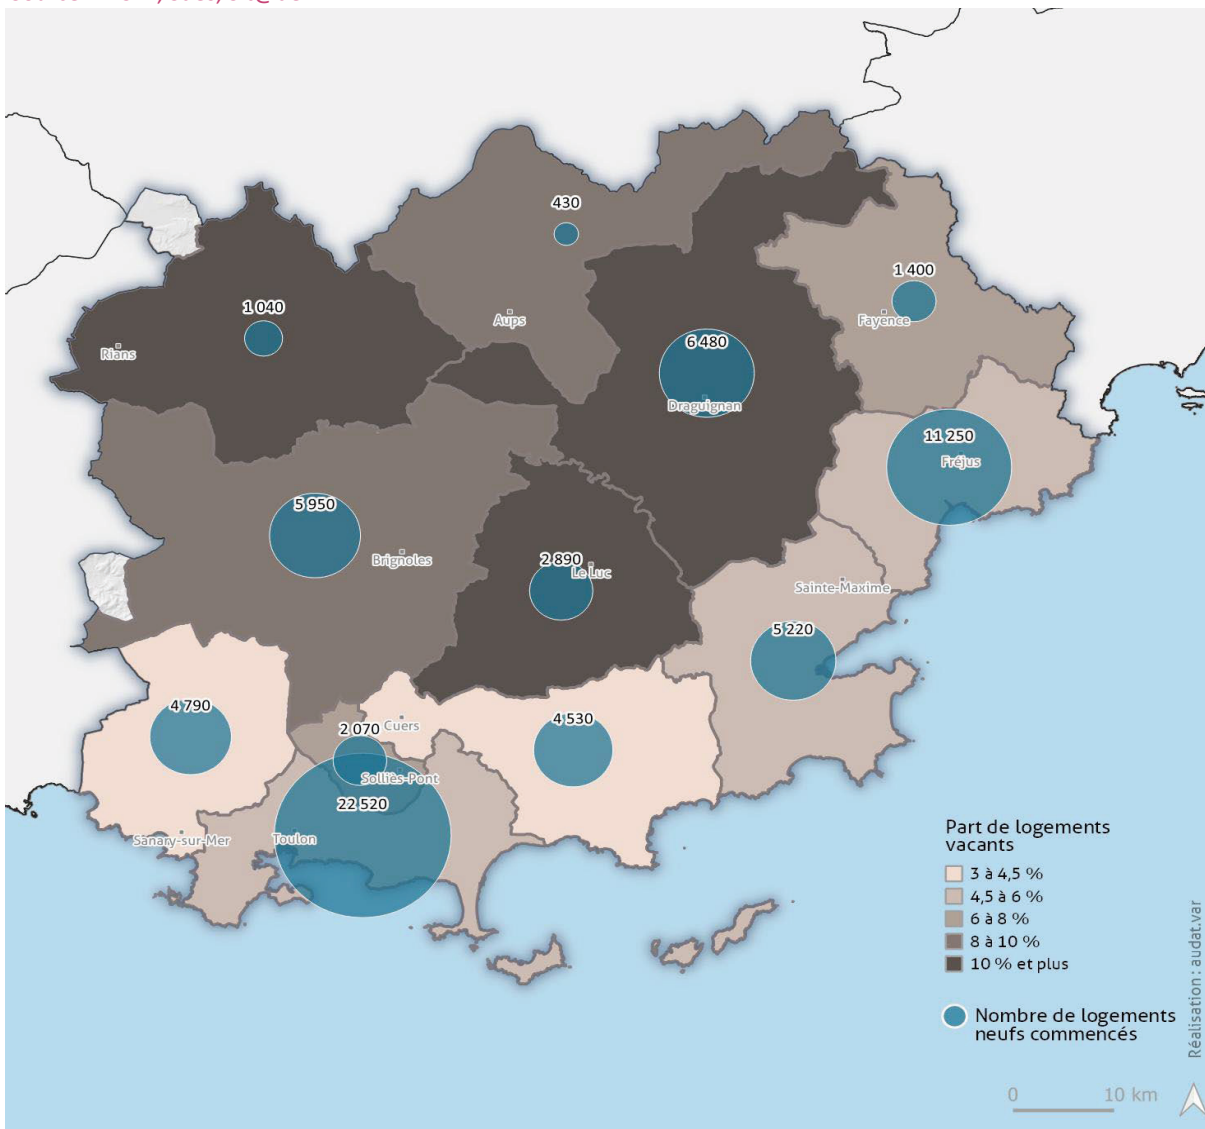 430
1 040
1 400
Fayence
Aups
Rians
6 480
Draguignan
11 250
Fréjus
5 950
Brignoles
2 890
Le Luc
Sainte-Maxime
5 220
4 790
4 530
Cuers
2 070
Solliès-Pont
22 520
Sanary-sur-Mer
Toulon
Part de logements
vacants
3 à 4,5 %
4,5 à 6 %
6 à 8 %
8 à 10 %
10 % et plus
Nombre de logements
neufs commencés
Réalisation : audat.var
0 10 km